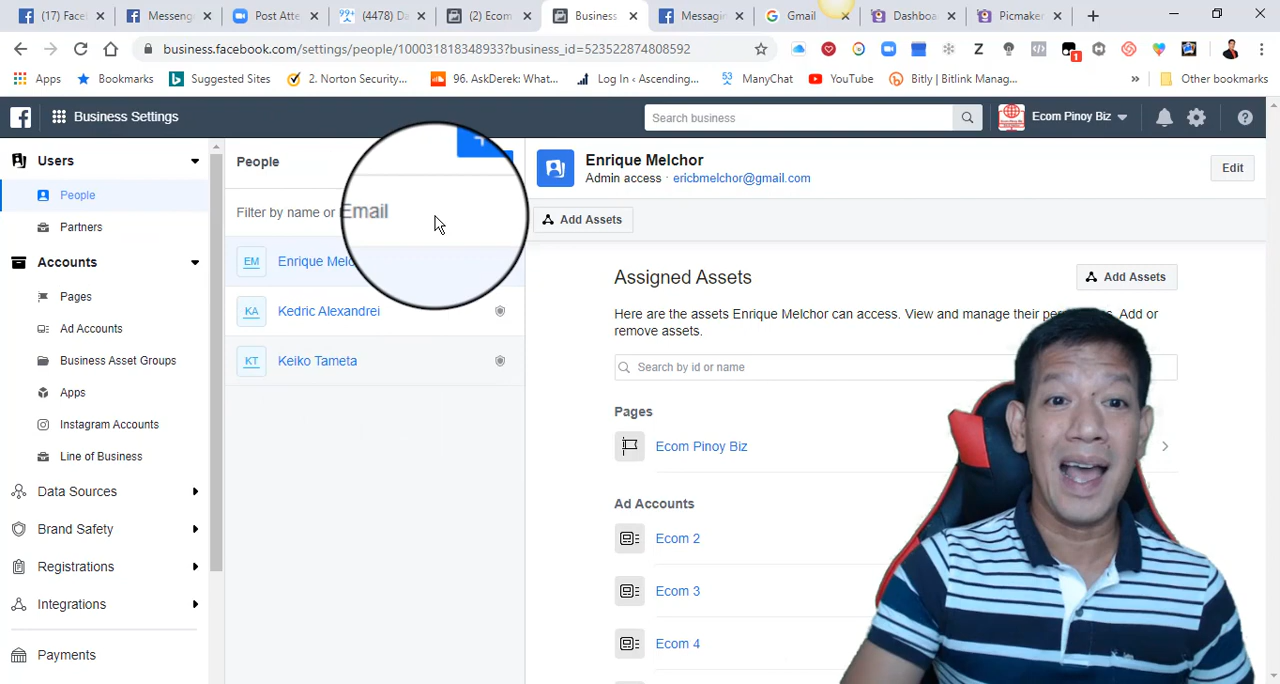 (17) Faceb
Messeng
Post Atte
(4478) Da
(2) Ecom
Business
Messagin
Gmail
Dashboa
Picmake
business.facebook.com/settings/people/100031818348933?business_id=523522874808592
Apps
Bookmarks
Suggested Sites
2. Norton Security...
96. AskDerek: What...
Log In ‹ Ascending...
ManyChat
YouTube
Bitly | Bitlink Manag...
Other bookmarks
Business Settings
Search business
Ecom Pinoy Biz
Users
People
Partners
Accounts
Pages
Ad Accounts
Business Asset Groups
Apps
Instagram Accounts
Line of Business
Data Sources
Brand Safety
Registrations
Integrations
Payments
People
Filter by name or Email
EM Enrique Melc
KA Kedric Alexandrei
KT Keiko Tameta
Enrique Melchor
Admin access · ericbmelchor@gmail.com
Edit
Add Assets
Assigned Assets
Add Assets
Here are the assets Enrique Melchor can access. View and manage their Add or
remove assets.
Search by id or name
Pages
Ecom Pinoy Biz
Ad Accounts
Ecom 2
Ecom 3
Ecom 4